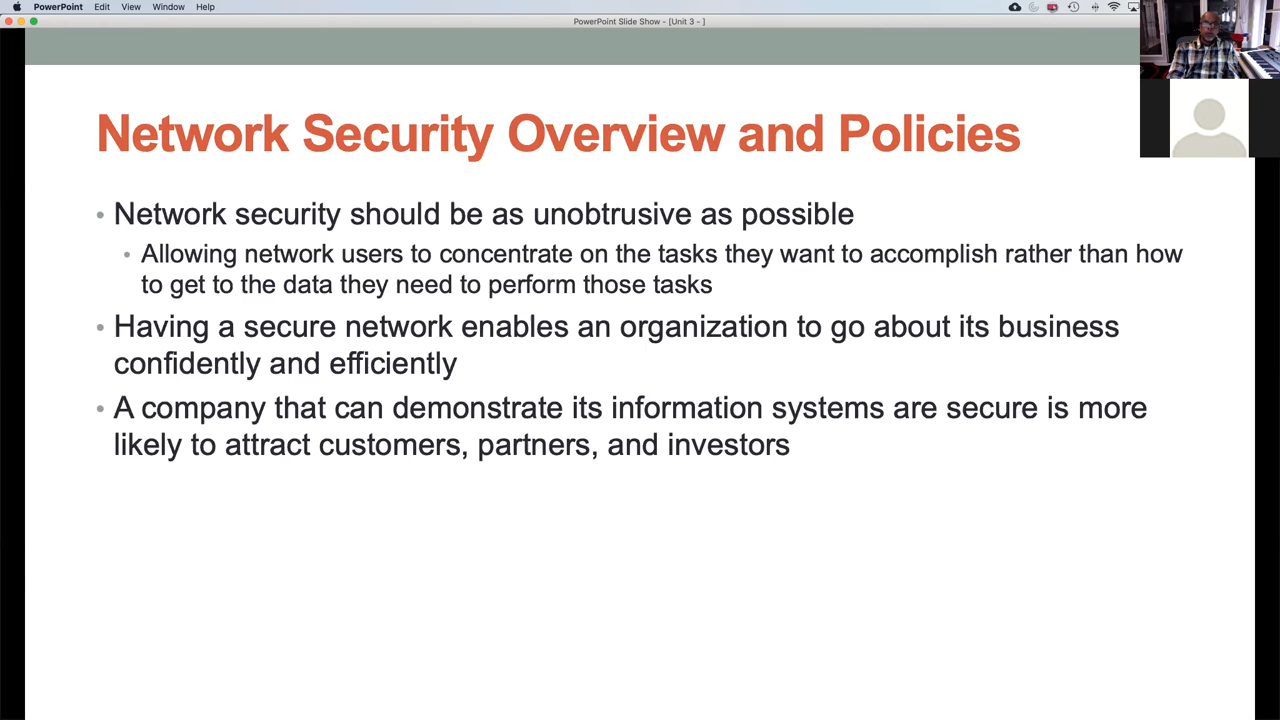 PowerPoint Edit View Window Help
PowerPoint Slide Show - [Unit 3 - ]
Network Security Overview and Policies
• Network security should be as unobtrusive as possible
• Allowing network users to concentrate on the tasks they want to accomplish rather than how
to get to the data they need to perform those tasks
• Having a secure network enables an organization to go about its business
confidently and efficiently
• A company that can demonstrate its information systems are secure is more
likely to attract customers, partners, and investors